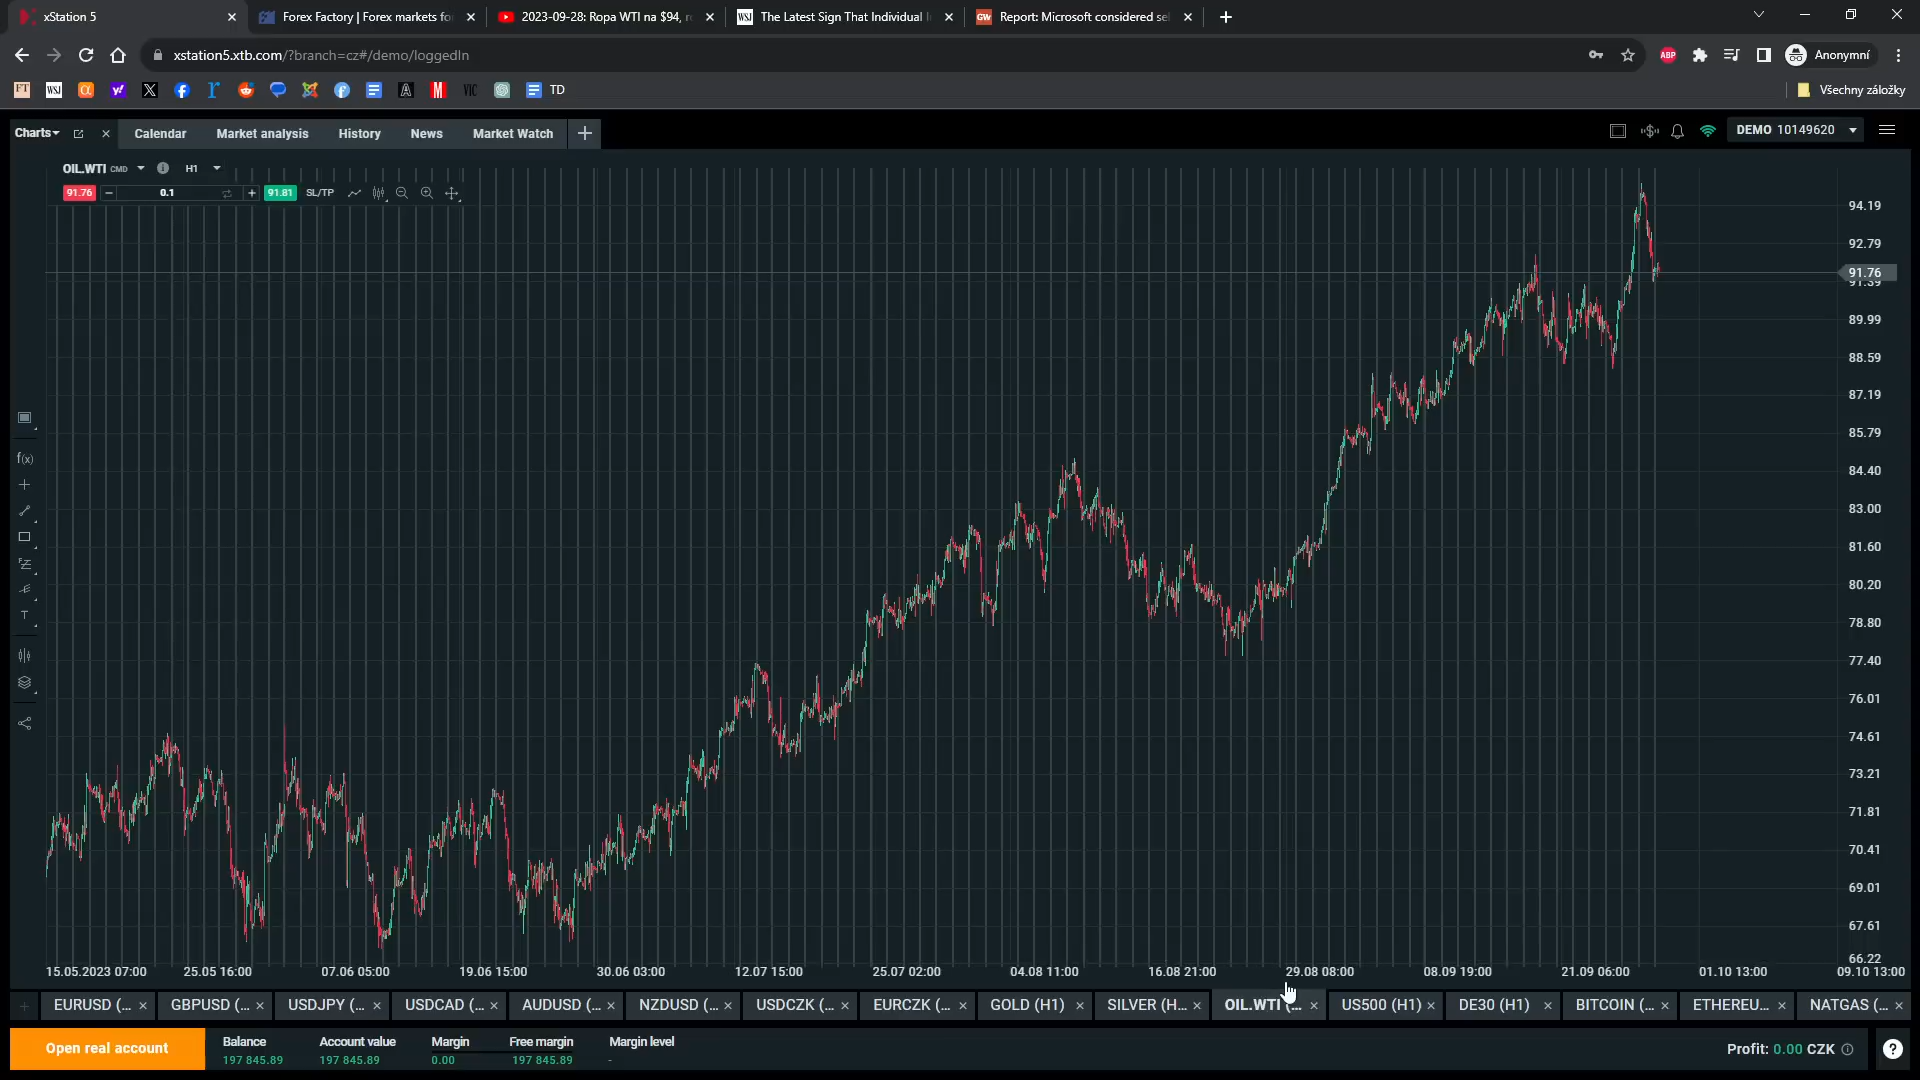 xStation 5
Forex Factory | Forex markets fo
2023-09-28: Ropa WTI na $94, r
WSJ The Latest Sign That Individual I
GW Report: Microsoft considered sel
xstation5.xtb.com/?branch=cz#/demo/loggedIn
ABP
Anonymní
FT WSJ α y! X f r A M VIC TD
Všechny záložky
Charts Calendar Market analysis History News Market Watch
DEMO 10149620
OIL.WTI CMD H1
91.76 0.1 91.81 SL/TP
94.19
92.79
91.76
91.39
89.99
88.59
87.19
85.79
84.40
83.00
81.60
80.20
78.80
77.40
76.01
74.61
73.21
71.81
70.41
69.01
67.61
66.22
f(x)
T
15.05.2023 07:00 25.05 16:00 07.06 05:00 19.06 15:00 30.06 03:00 12.07 15:00 25.07 02:00 04.08 11:00 16.08 21:00 29.08 08:00 08.09 19:00 21.09 06:00 01.10 13:00 09.10 13:00
EURUSD (... GBPUSD (... USDJPY (... USDCAD (... AUDUSD (... NZDUSD (... USDCZK (... EURCZK (... GOLD (H1) SILVER (H... OIL.WTI (... US500 (H1) DE30 (H1) BITCOIN (... ETHEREU... NATGAS (...
Open real account
Balance Account value Margin Free margin Margin level
197 845.89 197 845.89 0.00 197 845.89 -
Profit: 0.00 CZK
?